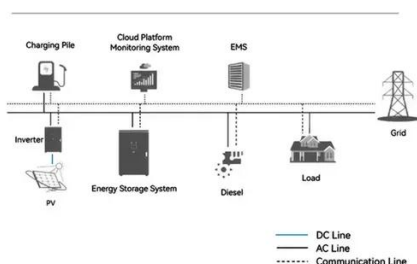 Charging Pile
Cloud Platform
Monitoring System
EMS
Grid
Inverter
PV
Energy Storage System
Diesel
Load
DC Line
AC Line
Communication Line